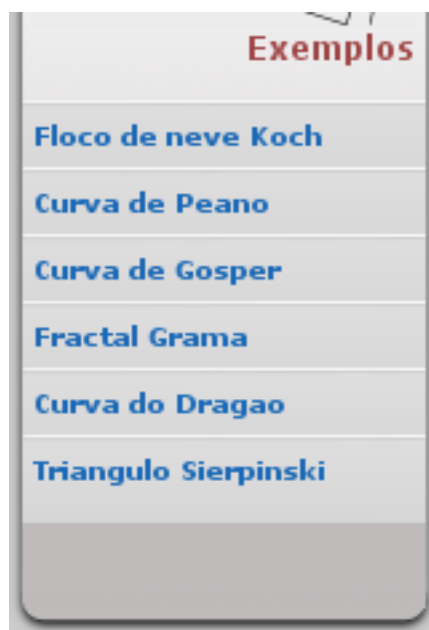 Exemplos
Floco de neve Koch
Curva de Peano
Curva de Gosper
Fractal Grama
Curva do Dragao
Triangulo Sierpinski